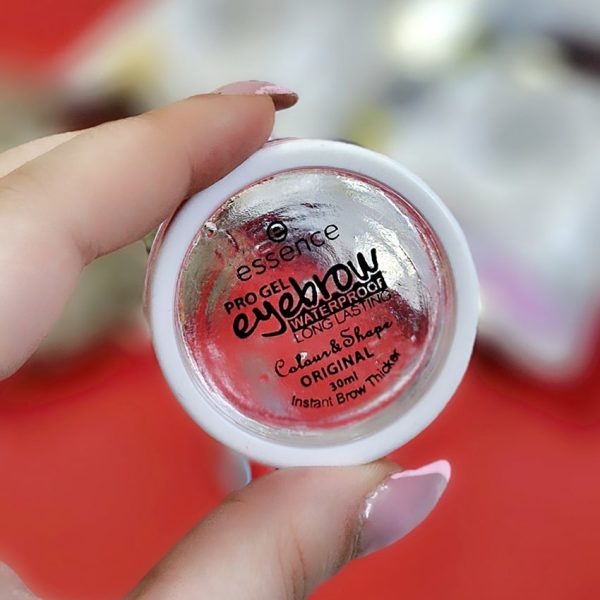 essence
PRO GEL
eyebrow
WATERPROOF
LONG LASTING
Colour & Shape
ORIGINAL
30ml
Instant Brow Thicker